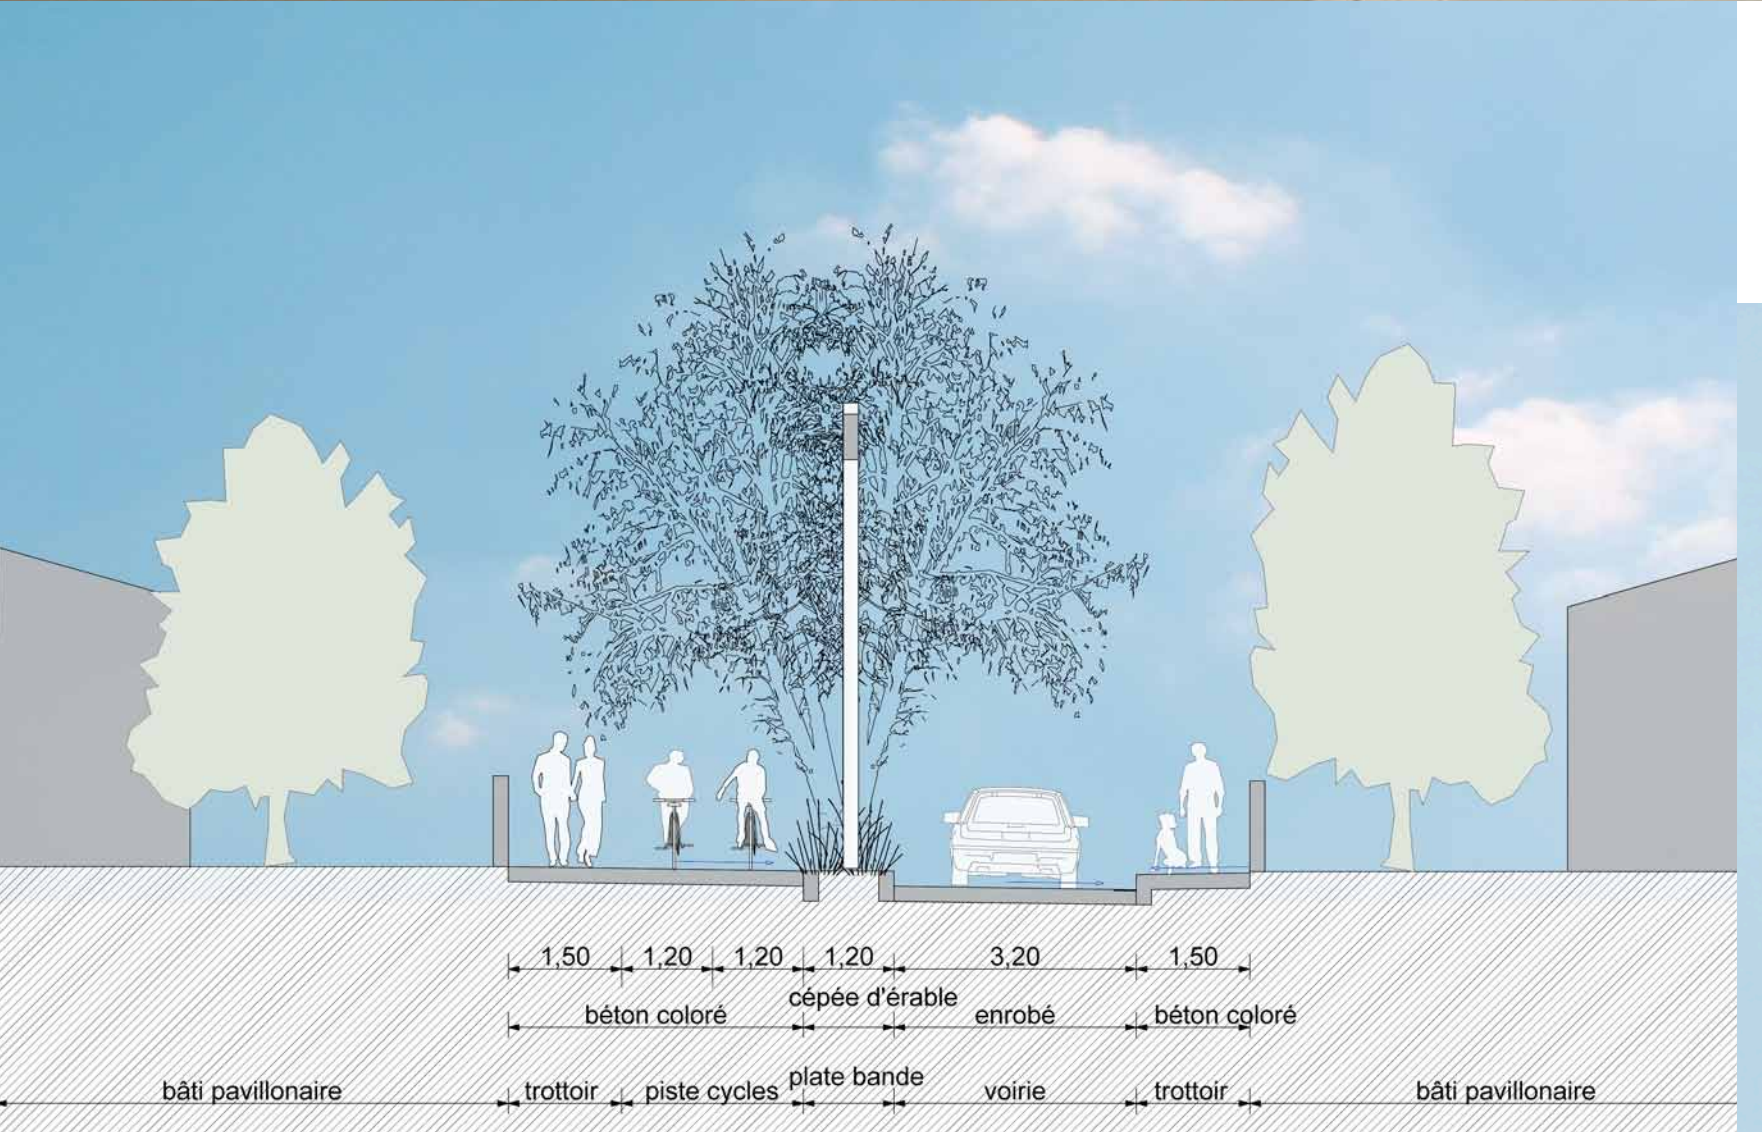 1,50 1,20 1,20 1,20 3,20 1,50
cépée d'érable
béton coloré enrobé béton coloré
plate bande
bâti pavillonaire trottoir piste cycles voirie trottoir bâti pavillonaire